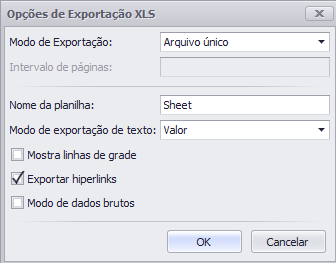 Opções de Exportação XLS
Modo de Exportação: Arquivo único
Intervalo de páginas:
Nome da planilha: Sheet
Modo de exportação de texto: Valor
Mostra linhas de grade
Exportar hiperlinks
Modo de dados brutos
OK Cancelar